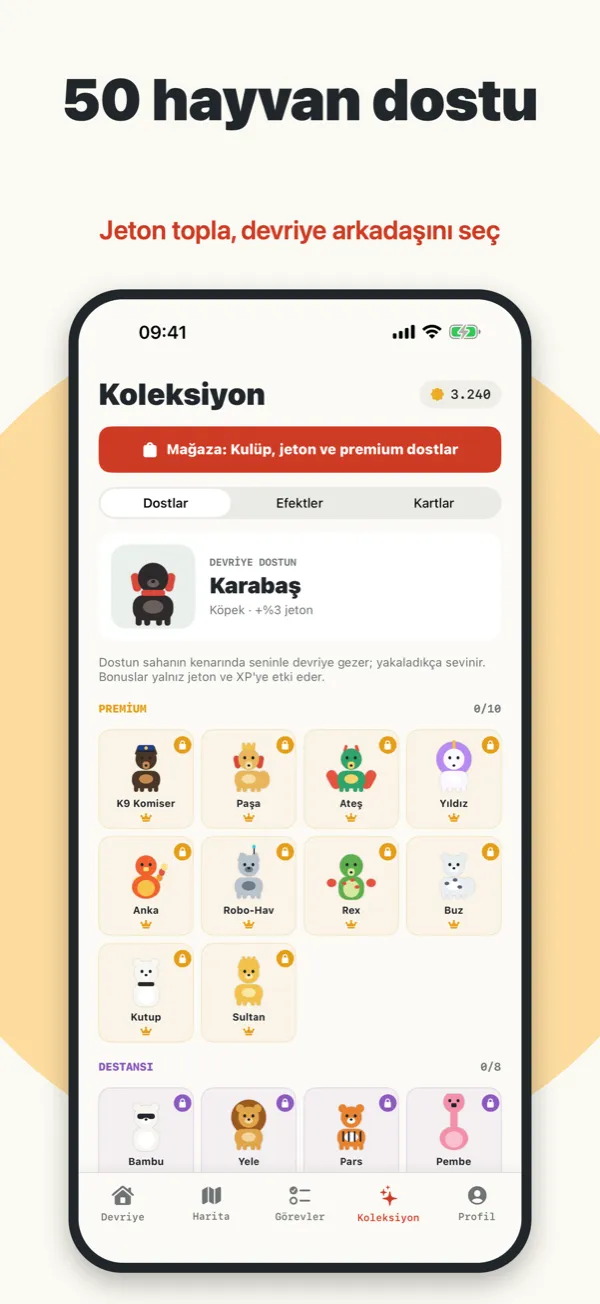 50 hayvan dostu
Jeton topla, devriye arkadaşını seç
09:41
Koleksiyon
3.240
Mağaza: Kulüp, jeton ve premium dostlar
Dostlar Efektler Kartlar
DEVRİYE DOSTUN
Karabaş
Köpek · +%3 jeton
Dostun sahanın kenarında seninle devriye gezer; yakaladıkça sevinir.
Bonuslar yalnız jeton ve XP'ye etki eder.
PREMİUM 0/10
K9 Komiser Paşa Ateş Yıldız
Anka Robo-Hav Rex Buz
Kutup Sultan
DESTANSI 0/8
Bambu Yele Pars Pembe
Devriye Harita Görevler Koleksiyon Profil